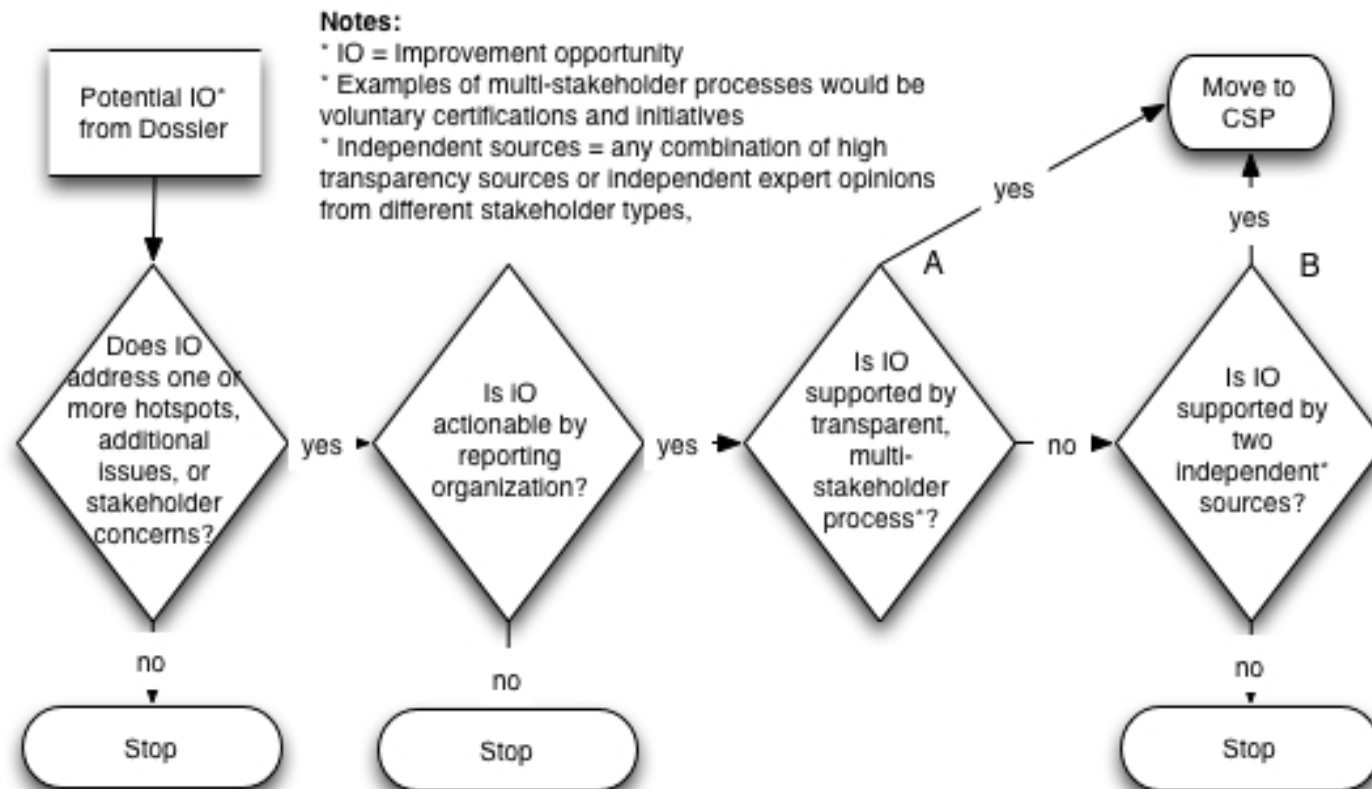 Notes:
* IO = Improvement opportunity
* Examples of multi-stakeholder processes would be
voluntary certifications and initiatives
* Independent sources = any combination of high
transparency sources or independent expert opinions
from different stakeholder types,
Potential IO*
from Dossier
Move to
CSP
yes
yes
A
B
Does IO
address one or
more hotspots,
additional
issues, or
stakeholder
concerns?
yes
Is IO
actionable by
reporting
organization?
yes
Is IO
supported by
transparent,
multi-
stakeholder
process*?
no
Is IO
supported by
two
independent*
sources?
no
no
no
Stop
Stop
Stop